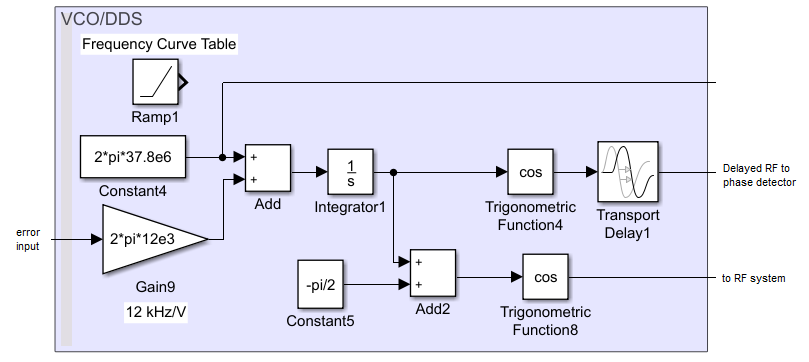 VCO/DDS
Frequency Curve Table
Ramp1
2*pi*37.8e6
Constant4
+
+
Add
1
s
Integrator1
cos
Trigonometric
Function4
Transport
Delay1
Delayed RF to
phase detector
error
input
2*pi*12e3
Gain9
12 kHz/V
-pi/2
Constant5
+
+
Add2
cos
Trigonometric
Function8
to RF system